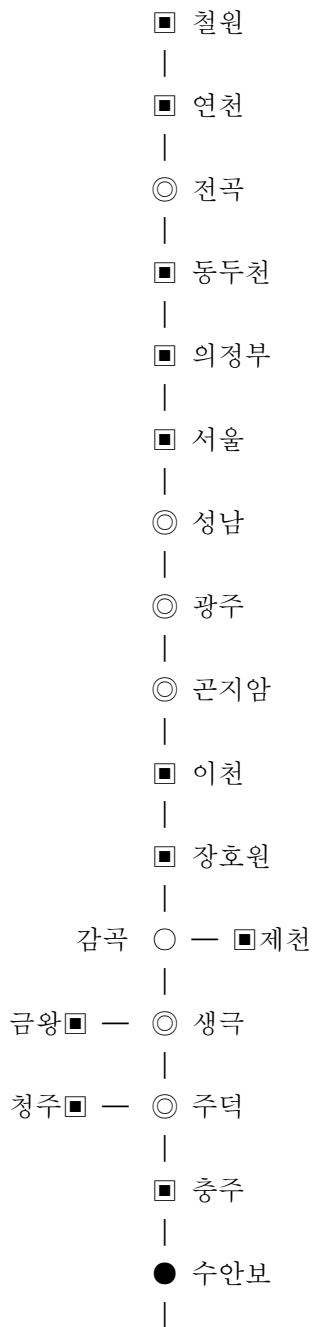 ▣ 철원
|
▣ 연천
|
◎ 전곡
|
▣ 동두천
|
▣ 의정부
|
▣ 서울
|
◎ 성남
|
◎ 광주
|
◎ 곤지암
|
▣ 이천
|
▣ 장호원
|
감곡 ○ ─ ▣제천
|
금왕▣ ─ ◎ 생극
|
청주▣ ─ ◎ 주덕
|
▣ 충주
|
● 수안보
|